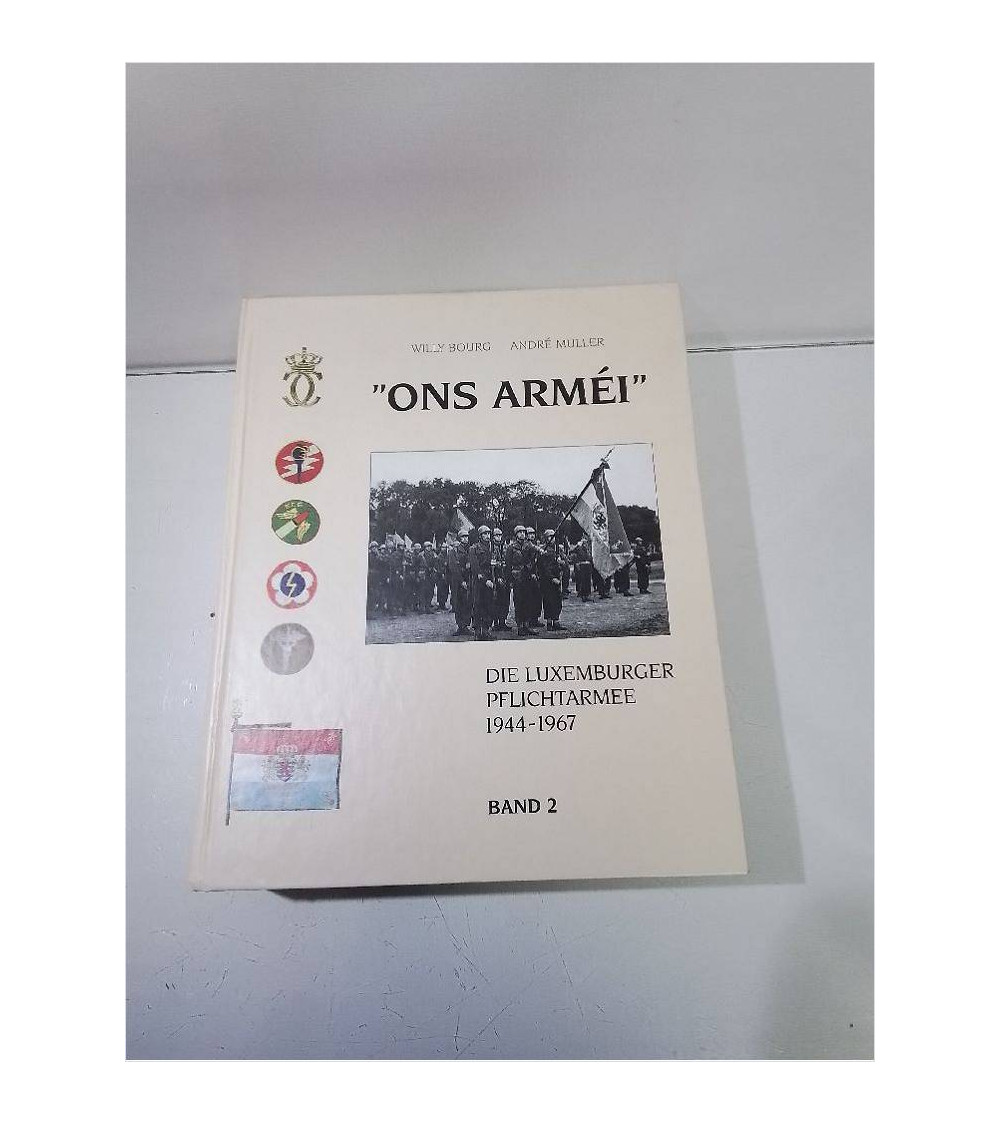 WILLY BOURG ANDRÉ MULLER
"ONS ARMÉI"
DIE LUXEMBURGER
PFLICHTARMEE
1944-1967
BAND 2